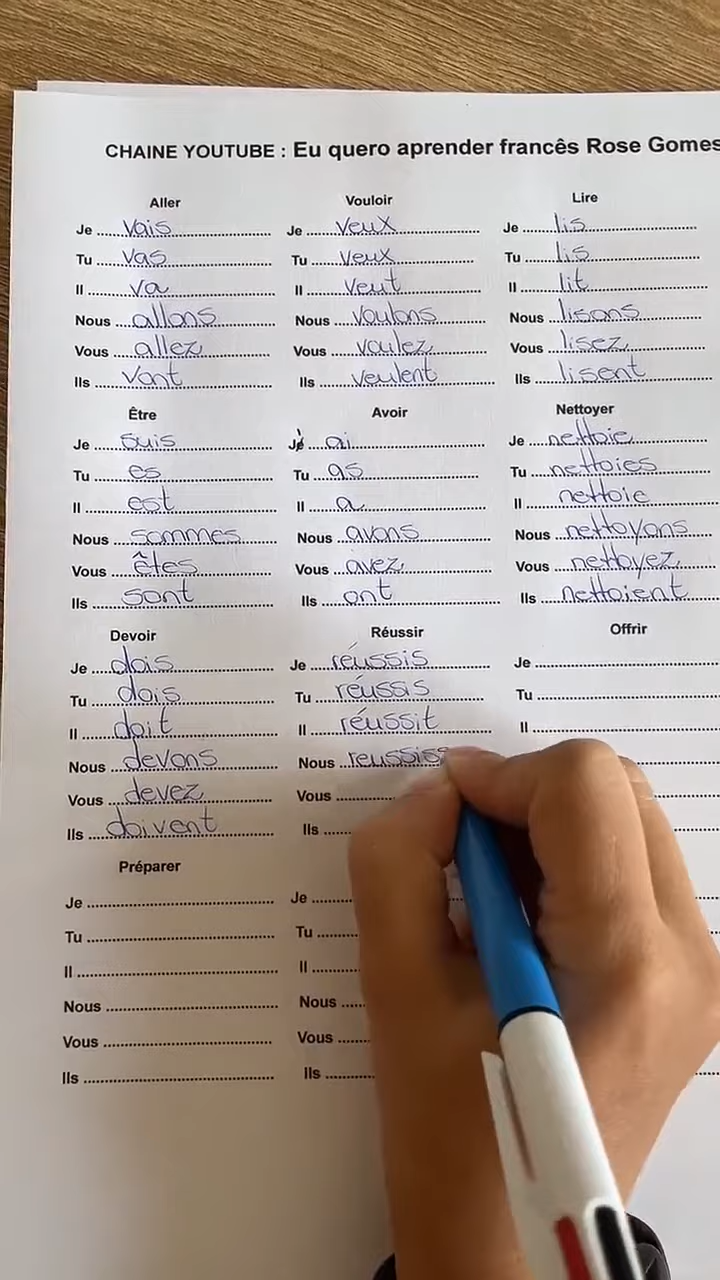 CHAINE YOUTUBE : Eu quero aprender francês Rose Gomes
Aller
Je vais
Tu vas
Il va
Nous allons
Vous allez
Ils vont
Vouloir
Je veux
Tu veux
Il veut
Nous voulons
Vous voulez
Ils veulent
Lire
Je lis
Tu lis
Il lit
Nous lisons
Vous lisez
Ils lisent
Être
Je suis
Tu es
Il est
Nous sommes
Vous êtes
Ils sont
Avoir
J' ai
Tu as
Il a
Nous avons
Vous avez
Ils ont
Nettoyer
Je nettoie
Tu nettoies
Il nettoie
Nous nettoyons
Vous nettoyez
Ils nettoient
Devoir
Je dois
Tu dois
Il doit
Nous devons
Vous devez
Ils doivent
Réussir
Je réussis
Tu réussis
Il réussit
Nous reussiss
Vous
Ils
Offrir
Je
Tu
Il
Préparer
Je
Tu
Il
Nous
Vous
Ils
Je
Tu
Il
Nous
Vous
Ils